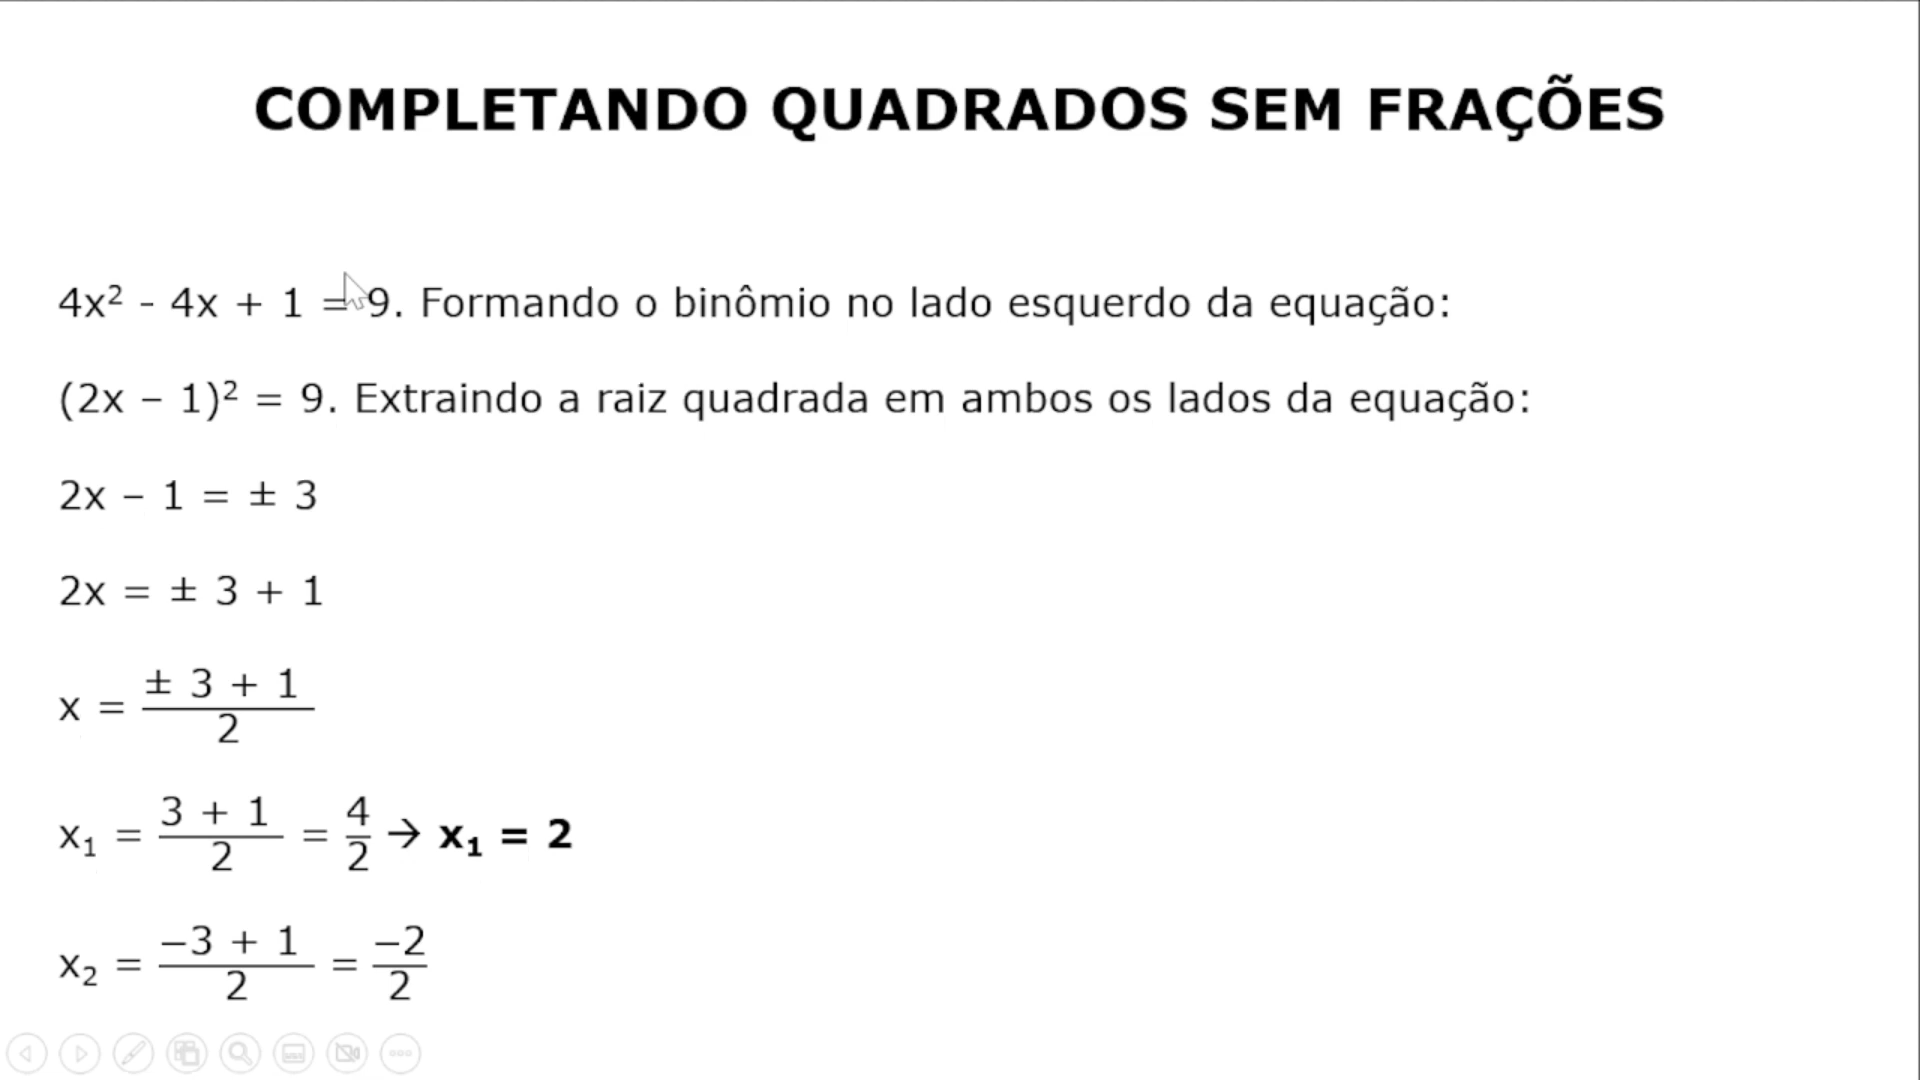 COMPLETANDO QUADRADOS SEM FRAÇÕES
4x² - 4x + 1 = 9. Formando o binômio no lado esquerdo da equação:
(2x – 1)² = 9. Extraindo a raiz quadrada em ambos os lados da equação:
2x – 1 = ± 3
2x = ± 3 + 1
x = (± 3 + 1)/2
x₁ = (3 + 1)/2 = 4/2 → x₁ = 2
x₂ = (−3 + 1)/2 = −2/2